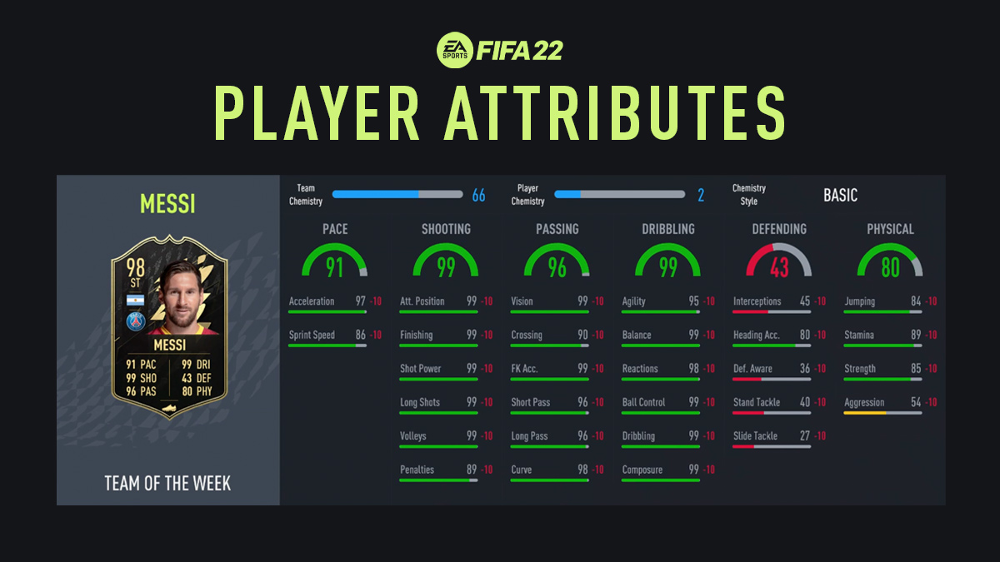 EA SPORTS FIFA 22
PLAYER ATTRIBUTES
MESSI
98
ST
MESSI
91 PAC 99 DRI
99 SHO 43 DEF
96 PAS 80 PHY
TEAM OF THE WEEK
Team Chemistry 66
Player Chemistry 2
Chemistry Style BASIC
PACE
91
Acceleration 97 -10
Sprint Speed 86 -10
SHOOTING
99
Att. Position 99 -10
Finishing 99 -10
Shot Power 99 -10
Long Shots 99 -10
Volleys 99 -10
Penalties 89 -10
PASSING
96
Vision 99 -10
Crossing 90 -10
FK Acc. 99 -10
Short Pass 96 -10
Long Pass 96 -10
Curve 98 -10
DRIBBLING
99
Agility 95 -10
Balance 99 -10
Reactions 98 -10
Ball Control 99 -10
Dribbling 99 -10
Composure 99 -10
DEFENDING
43
Interceptions 45 -10
Heading Acc. 80 -10
Def. Aware 36 -10
Stand Tackle 40 -10
Slide Tackle 27 -10
PHYSICAL
80
Jumping 84 -10
Stamina 89 -10
Strength 85 -10
Aggression 54 -10